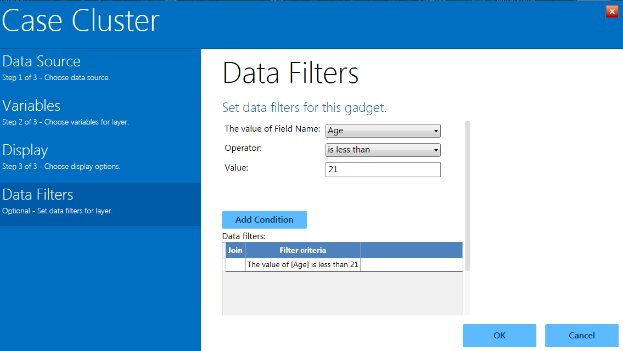 Case Cluster
Data Source
Step 1 of 3 - Choose data source.
Variables
Step 2 of 3 - Choose variables for layer.
Display
Step 3 of 3 - Choose display options.
Data Filters
Optional - Set data filters for layer
Data Filters
Set data filters for this gadget.
The value of Field Name: Age
Operator: is less than
Value: 21
Add Condition
Data filters:
Join Filter criteria
The value of [Age] is less than 21
OK Cancel